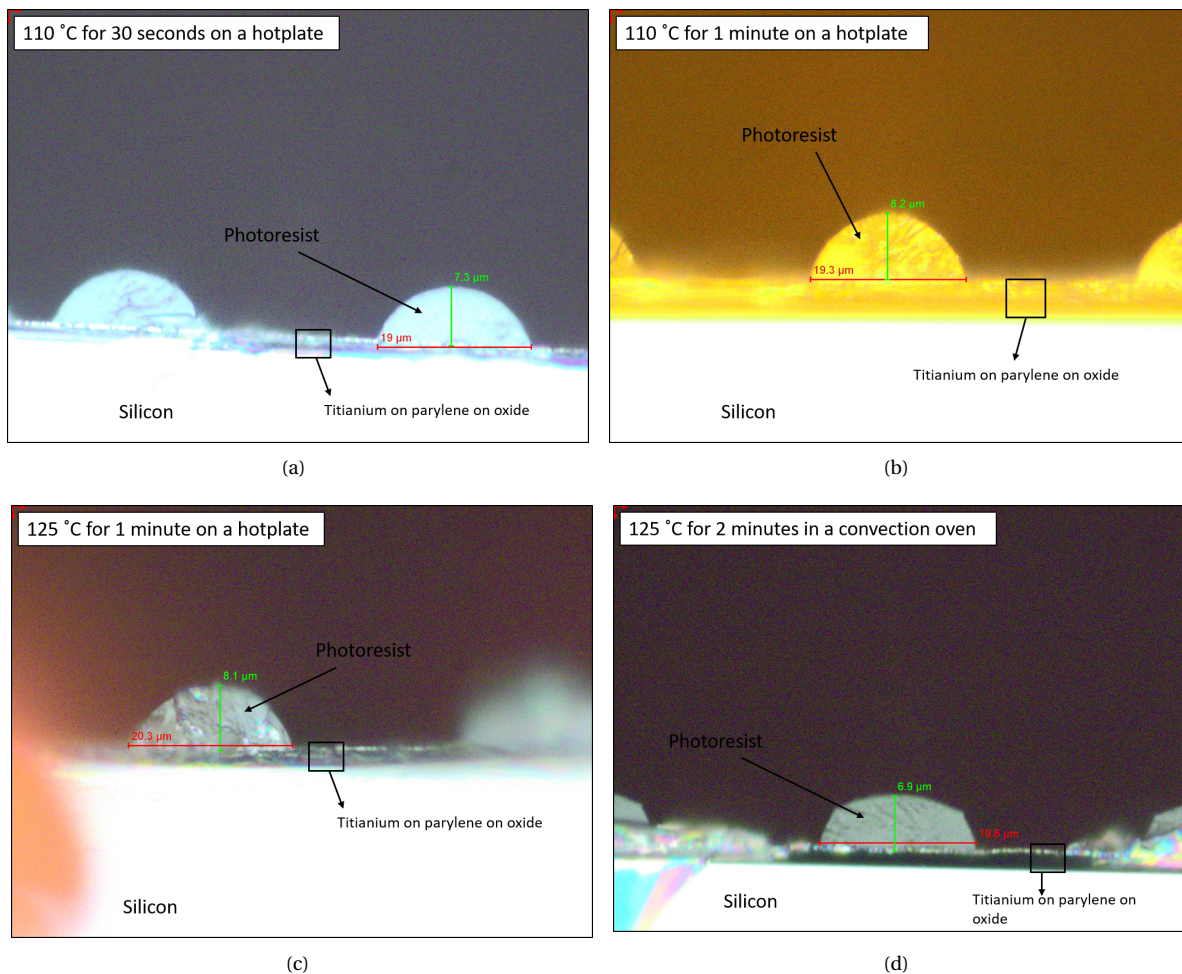 110 ˚C for 30 seconds on a hotplate
Photoresist
7.3 µm
19 µm
Titianium on parylene on oxide
Silicon
(a)
110 ˚C for 1 minute on a hotplate
Photoresist
8.2 µm
19.3 µm
Titianium on parylene on oxide
Silicon
(b)
125 ˚C for 1 minute on a hotplate
Photoresist
8.1 µm
20.3 µm
Titianium on parylene on oxide
Silicon
(c)
125 ˚C for 2 minutes in a convection oven
Photoresist
6.9 µm
19.6 µm
Titianium on parylene on
oxide
Silicon
(d)